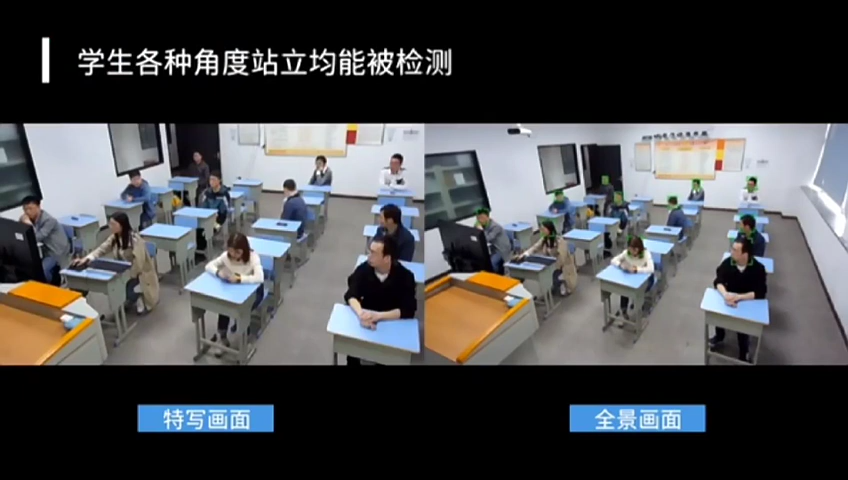 学生各种角度站立均能被检测
特写画面
全景画面